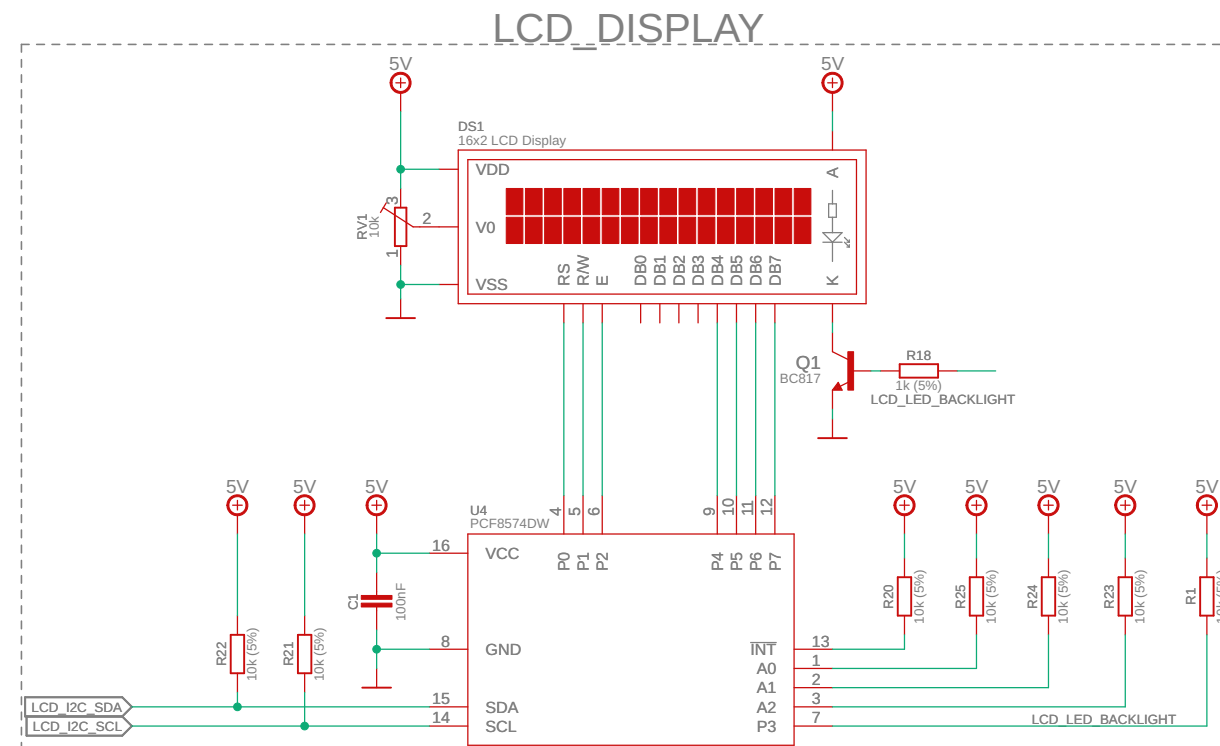 LCD_DISPLAY
5V
5V
DS1
16x2 LCD Display
VDD
A
3
RV1
10k
2
V0
1
VSS
RS
R/W
E
DB0
DB1
DB2
DB3
DB4
DB5
DB6
DB7
K
Q1
BC817
R18
1k (5%)
LCD_LED_BACKLIGHT
5V
5V
5V
5V
5V
5V
5V
5V
U4
PCF8574DW
4
5
6
9
10
11
12
16
VCC
P0
P1
P2
P4
P5
P6
P7
C1
100nF
R20
10k (5%)
R25
10k (5%)
R24
10k (5%)
R23
10k (5%)
R1
R22
10k (5%)
R21
10k (5%)
8
GND
INT
13
A0
1
A1
2
LCD_I2C_SDA
15
SDA
A2
3
LCD_I2C_SCL
14
SCL
P3
7
LCD_LED_BACKLIGHT